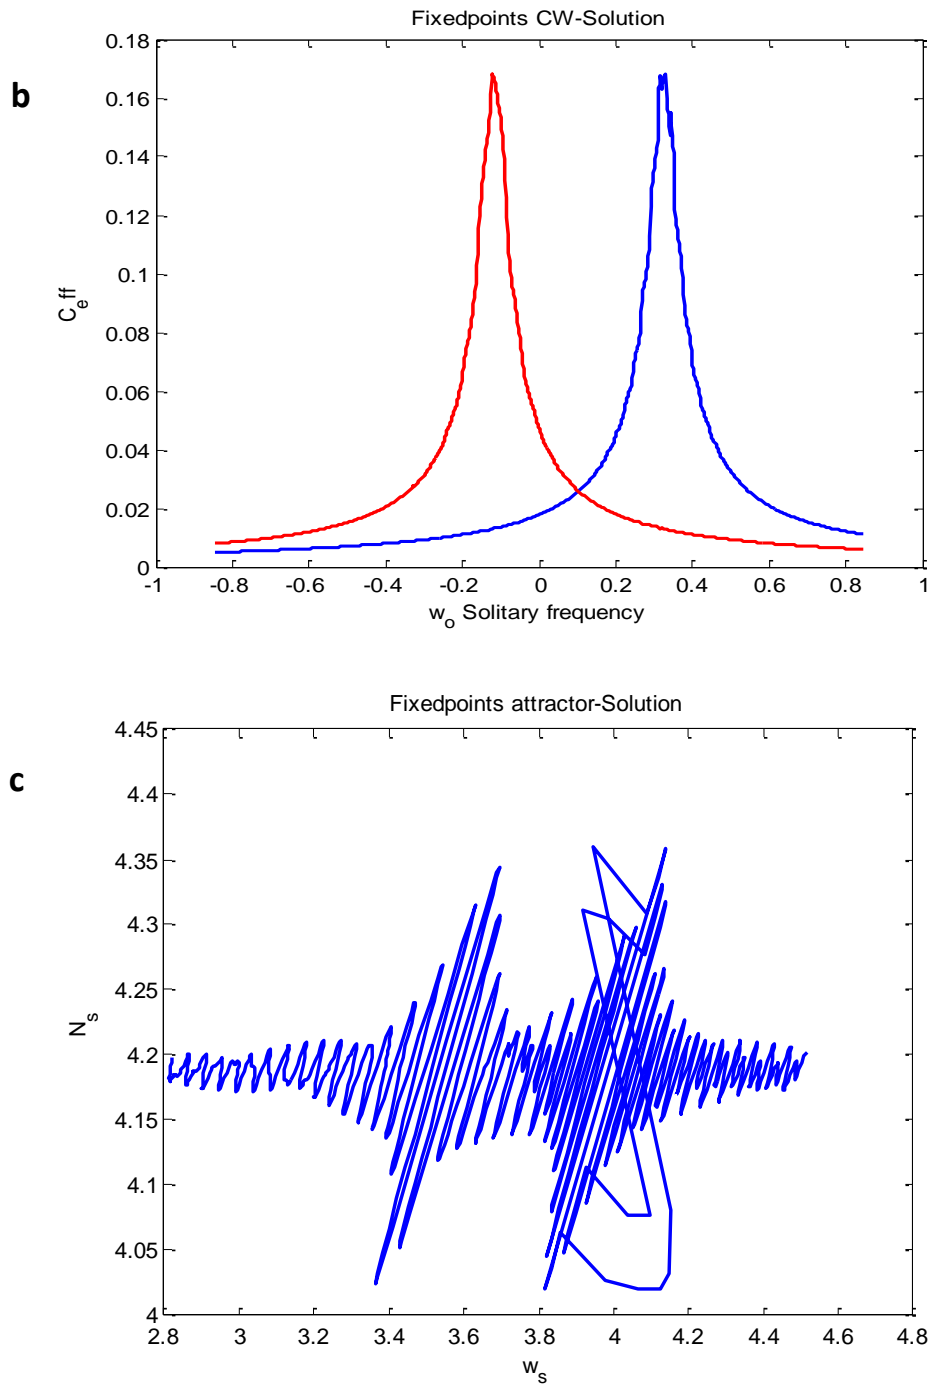 Fixedpoints CW-Solution
b
0.18
0.16
0.14
0.12
0.1
0.08
0.06
0.04
0.02
0
C_eff
-1 -0.8 -0.6 -0.4 -0.2 0 0.2 0.4 0.6 0.8 1
w_o Solitary frequency
Fixedpoints attractor-Solution
c
4.45
4.4
4.35
4.3
4.25
4.2
4.15
4.1
4.05
4
N_s
2.8 3 3.2 3.4 3.6 3.8 4 4.2 4.4 4.6 4.8
w_s